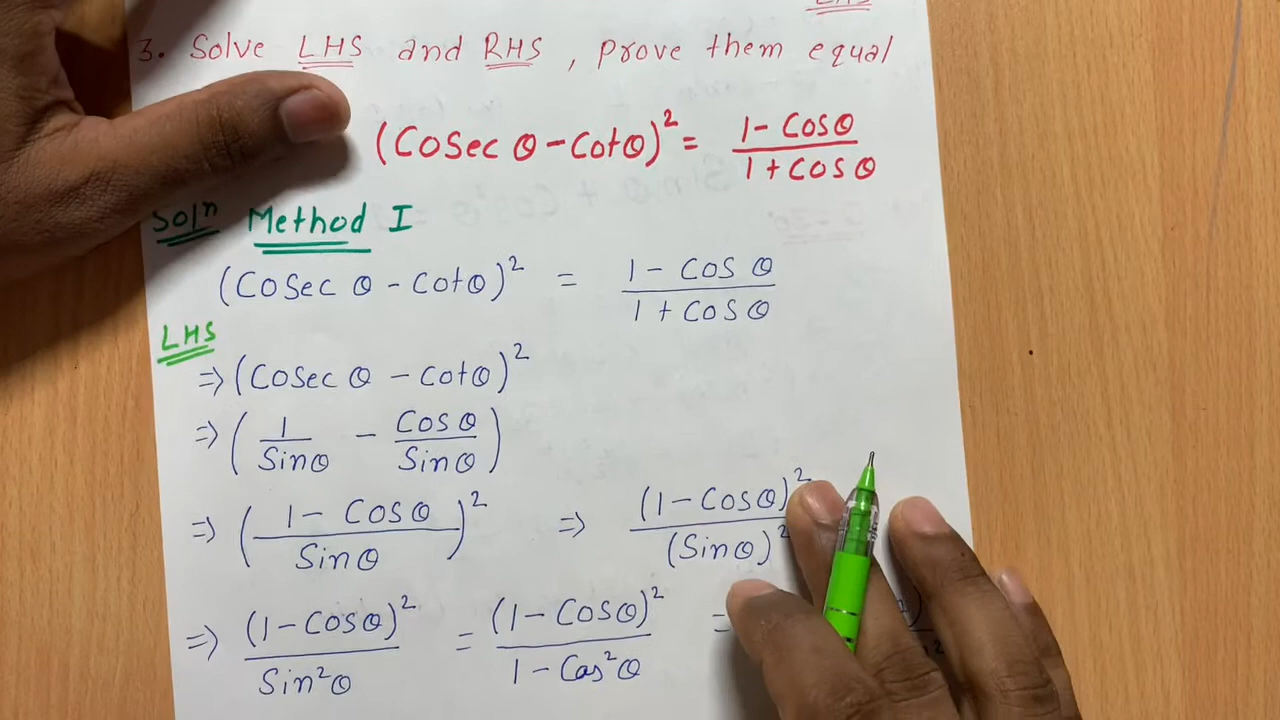 LHS
3. Solve LHS and RHS, prove them equal
(Cosec θ - Cotθ)² = 1 - Cosθ / 1 + Cosθ
Solⁿ Method I
(Cosec θ - Cotθ)² = 1 - Cos θ / 1 + Cos θ
LHS
⇒ (Cosec θ - Cotθ)²
⇒ (1 / Sinθ - Cosθ / Sinθ)
⇒ (1 - Cosθ / Sinθ)² ⇒ (1 - Cosθ)² / (Sinθ)²
⇒ (1 - Cosθ)² / Sin²θ = (1 - Cosθ)² / 1 - Cos²θ =